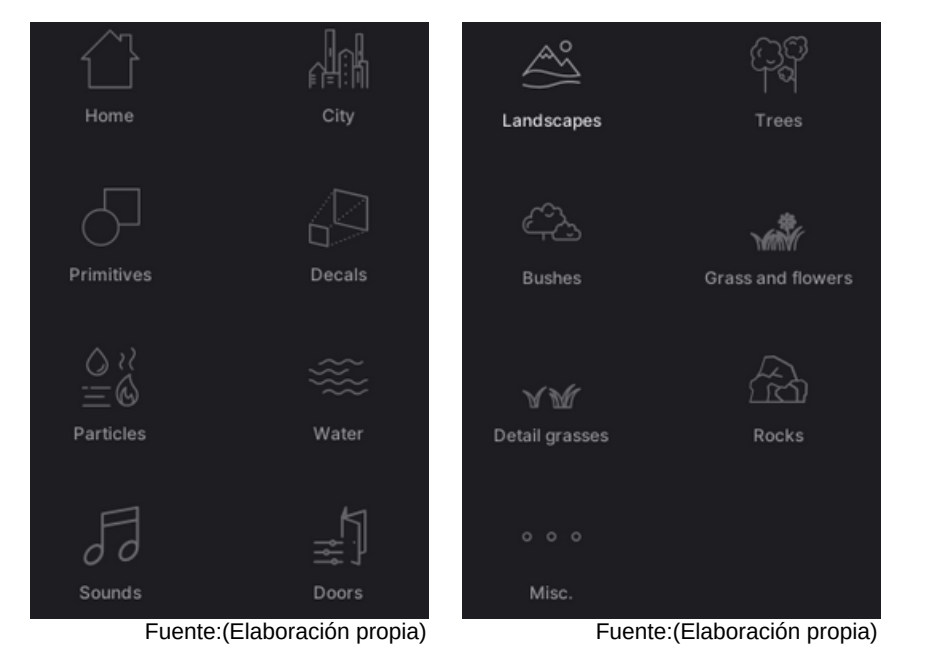 Home
City
Primitives
Decals
Particles
Water
Sounds
Doors
Fuente:(Elaboración propia)
Landscapes
Trees
Bushes
Grass and flowers
Detail grasses
Rocks
Misc.
Fuente:(Elaboración propia)